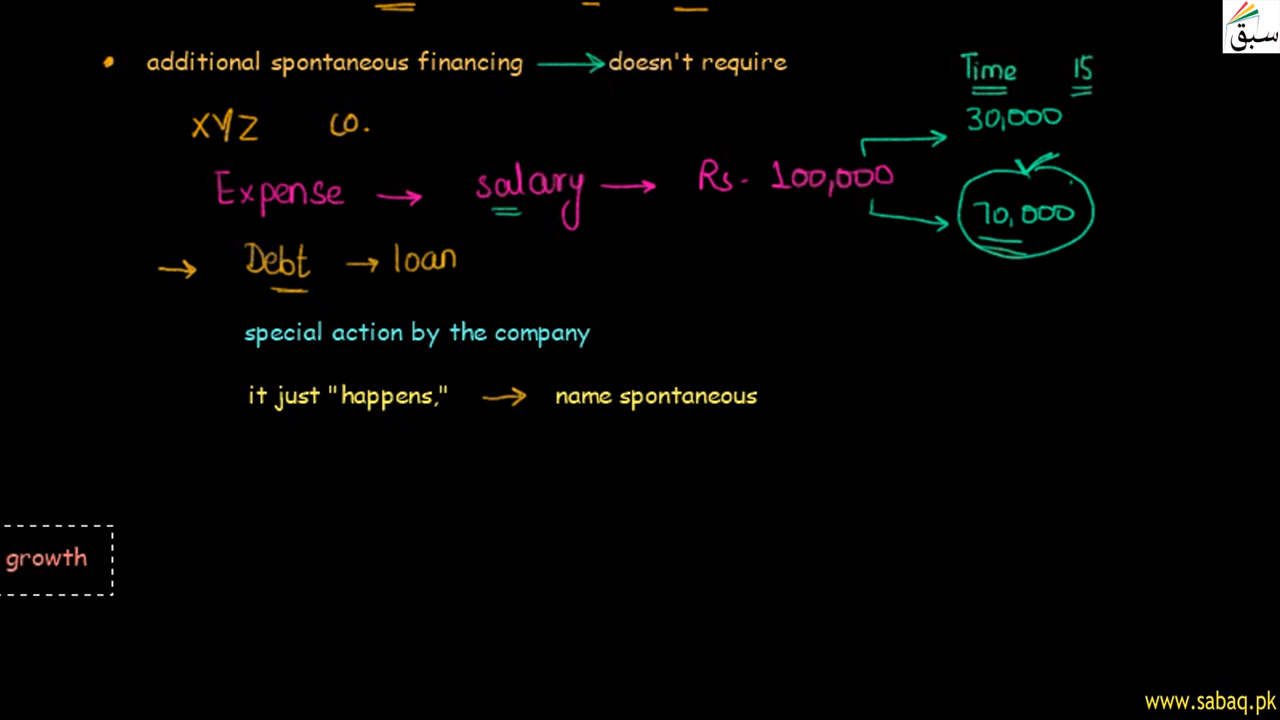 سبق
additional spontaneous financing → doesn't require
Time 15
XYZ CO.
30,000
Expense → salary → Rs. 100,000
70,000
→ Debt → loan
special action by the company
it just "happens," → name spontaneous
growth
www.sabaq.pk